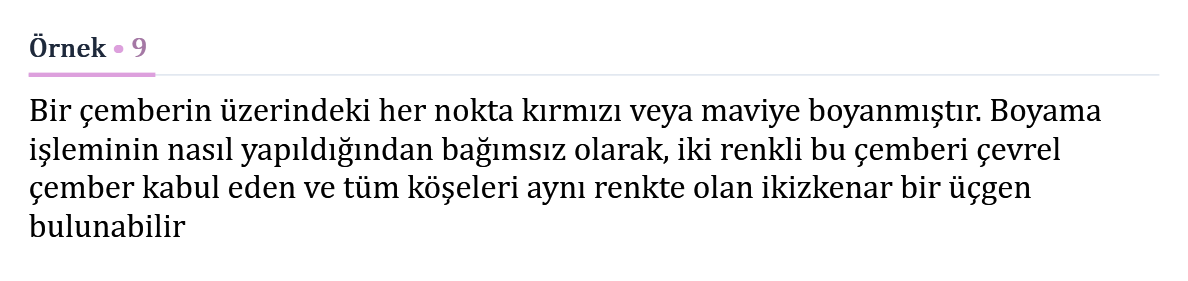 Örnek • 9
Bir çemberin üzerindeki her nokta kırmızı veya maviye boyanmıştır. Boyama
işleminin nasıl yapıldığından bağımsız olarak, iki renkli bu çemberi çevrel
çember kabul eden ve tüm köşeleri aynı renkte olan ikizkenar bir üçgen
bulunabilir